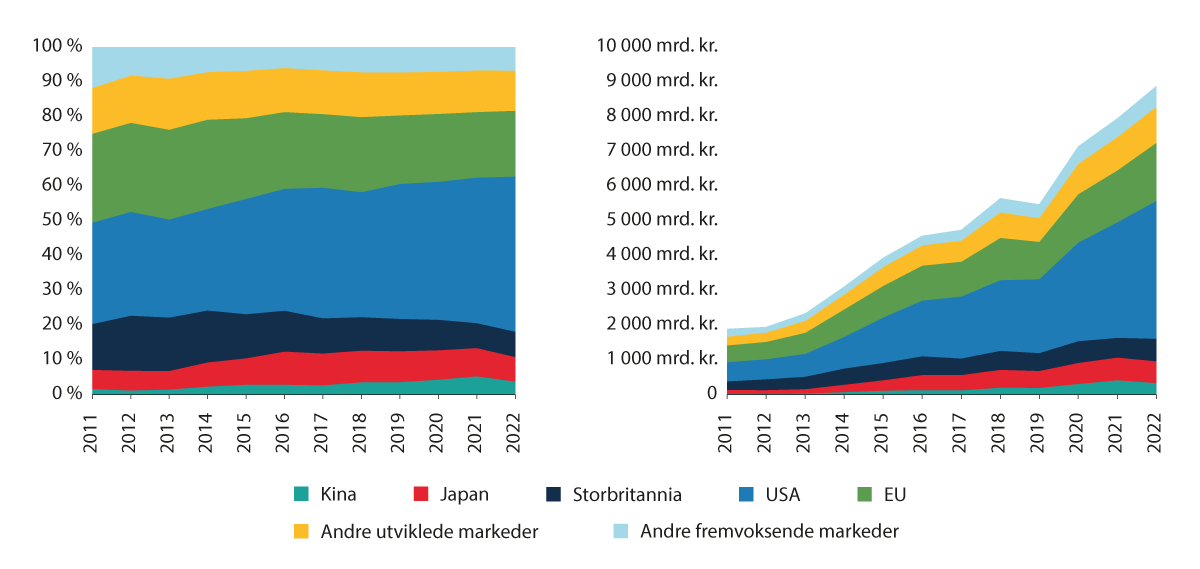 100 %
90 %
80 %
70 %
60 %
50 %
40 %
30 %
20 %
10 %
0 %
2011
2012
2013
2014
2015
2016
2017
2018
2019
2020
2021
2022
10 000 mrd. kr.
9 000 mrd. kr.
8 000 mrd. kr.
7 000 mrd. kr.
6 000 mrd. kr.
5 000 mrd. kr.
4 000 mrd. kr.
3 000 mrd. kr.
2 000 mrd. kr.
1 000 mrd. kr.
0
2011
2012
2013
2014
2015
2016
2017
2018
2019
2020
2021
2022
Kina
Japan
Storbritannia
USA
EU
Andre utviklede markeder
Andre fremvoksende markeder